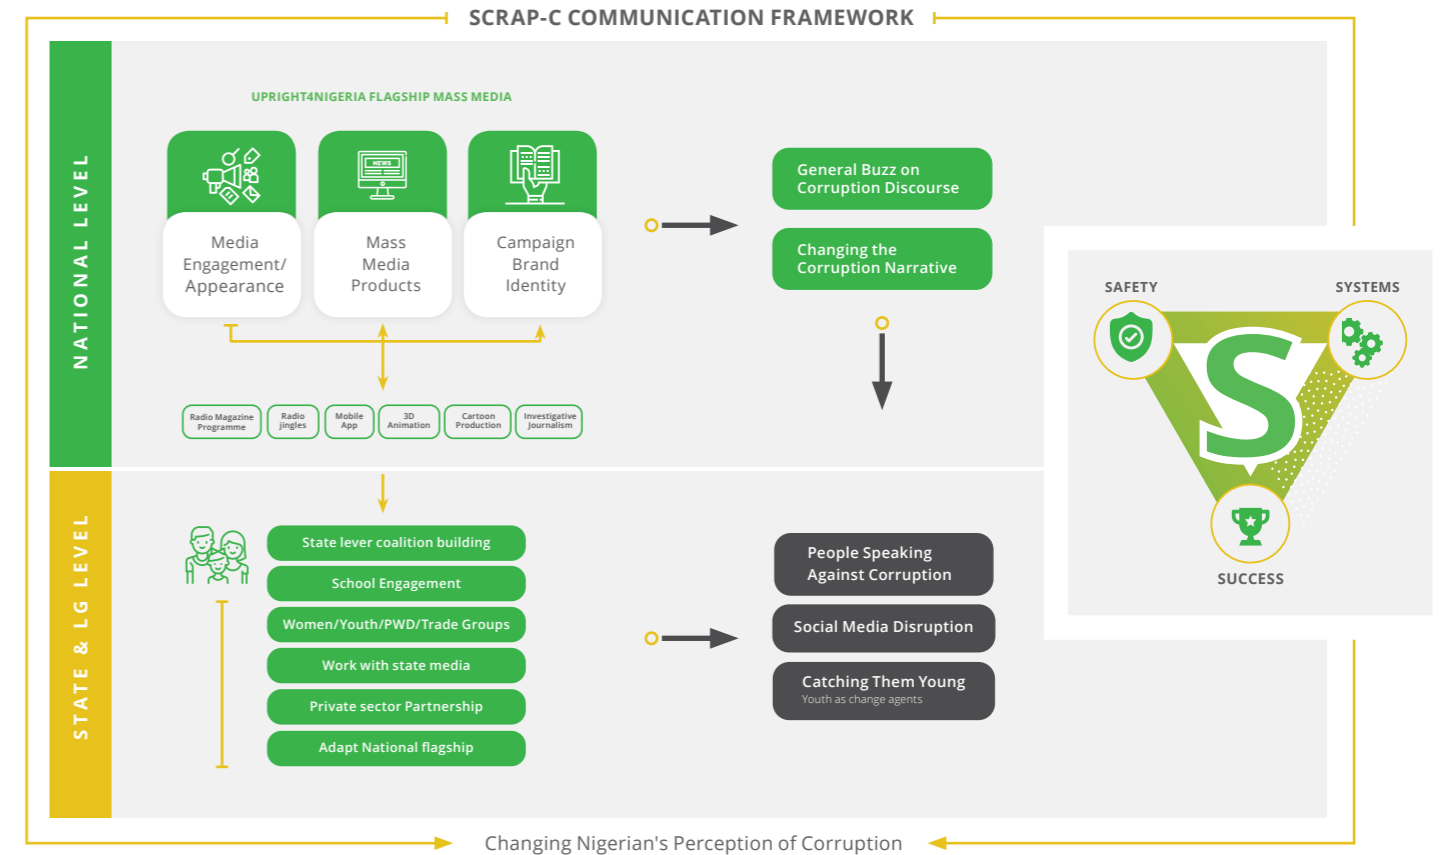 SCRAP-C COMMUNICATION FRAMEWORK
NATIONAL LEVEL
UPRIGHT4NIGERIA FLAGSHIP MASS MEDIA
NEWS
Media
Engagement/
Appearance
Mass
Media
Products
Campaign
Brand
Identity
General Buzz on
Corruption Discourse
Changing the
Corruption Narrative
Radio Magazine
Programme
Radio
jingles
Mobile
App
3D
Animation
Cartoon
Production
Investigative
Journalism
SAFETY
SYSTEMS
S
SUCCESS
STATE & LG LEVEL
State lever coalition building
School Engagement
Women/Youth/PWD/Trade Groups
Work with state media
Private sector Partnership
Adapt National flagship
People Speaking
Against Corruption
Social Media Disruption
Catching Them Young
Youth as change agents
Changing Nigerian's Perception of Corruption